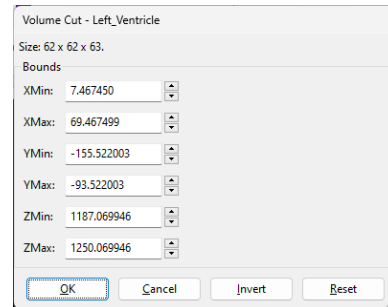 Volume Cut - Left_Ventricle
Size: 62 x 62 x 63.
Bounds
XMin: 7.467450
XMax: 69.467499
YMin: -155.522003
YMax: -93.522003
ZMin: 1187.069946
ZMax: 1250.069946
OK Cancel Invert Reset